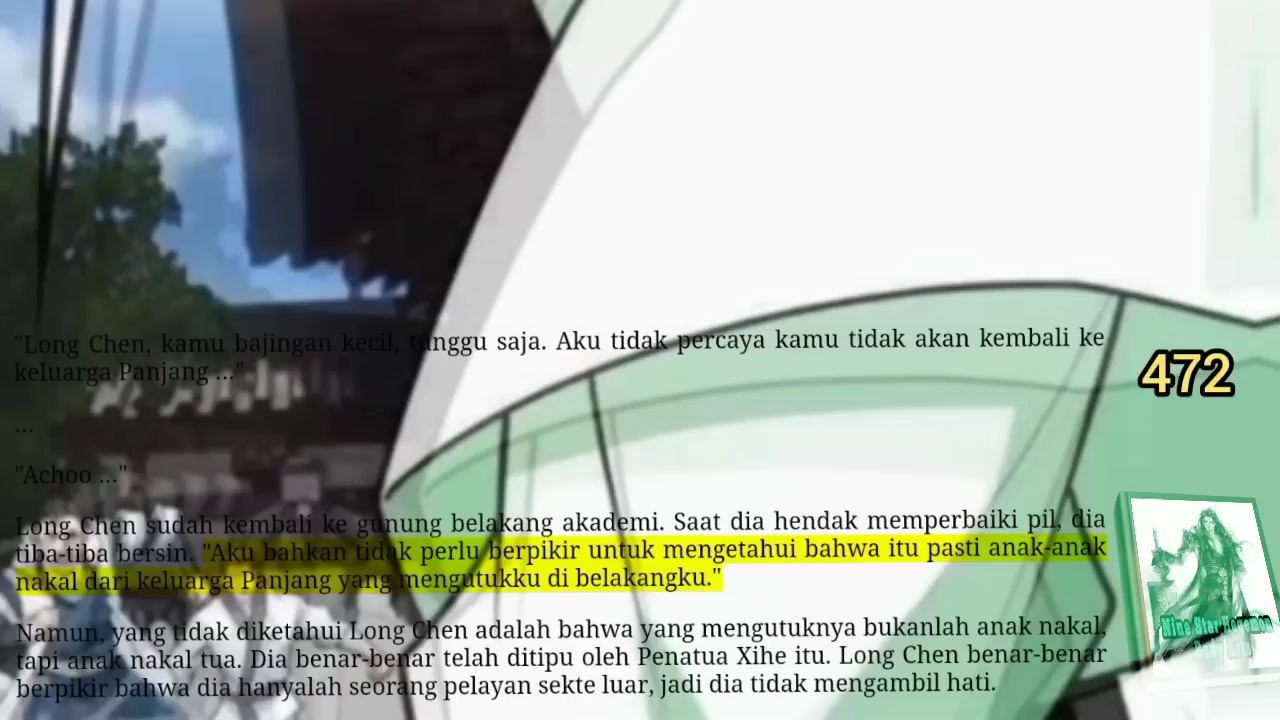 "Long Chen, kamu bajingan kecil, tunggu saja. Aku tidak percaya kamu tidak akan kembali ke
keluarga Panjang ..."
...
"Achoo ..."
Long Chen sudah kembali ke gunung belakang akademi. Saat dia hendak memperbaiki pil, dia
tiba-tiba bersin. "Aku bahkan tidak perlu berpikir untuk mengetahui bahwa itu pasti anak-anak
nakal dari keluarga Panjang yang mengutukku di belakangku."
Namun, yang tidak diketahui Long Chen adalah bahwa yang mengutuknya bukanlah anak nakal,
tapi anak nakal tua. Dia benar-benar telah ditipu oleh Penatua Xihe itu. Long Chen benar-benar
berpikir bahwa dia hanyalah seorang pelayan sekte luar, jadi dia tidak mengambil hati.
472
Nine Star Hegemon
Body Arts